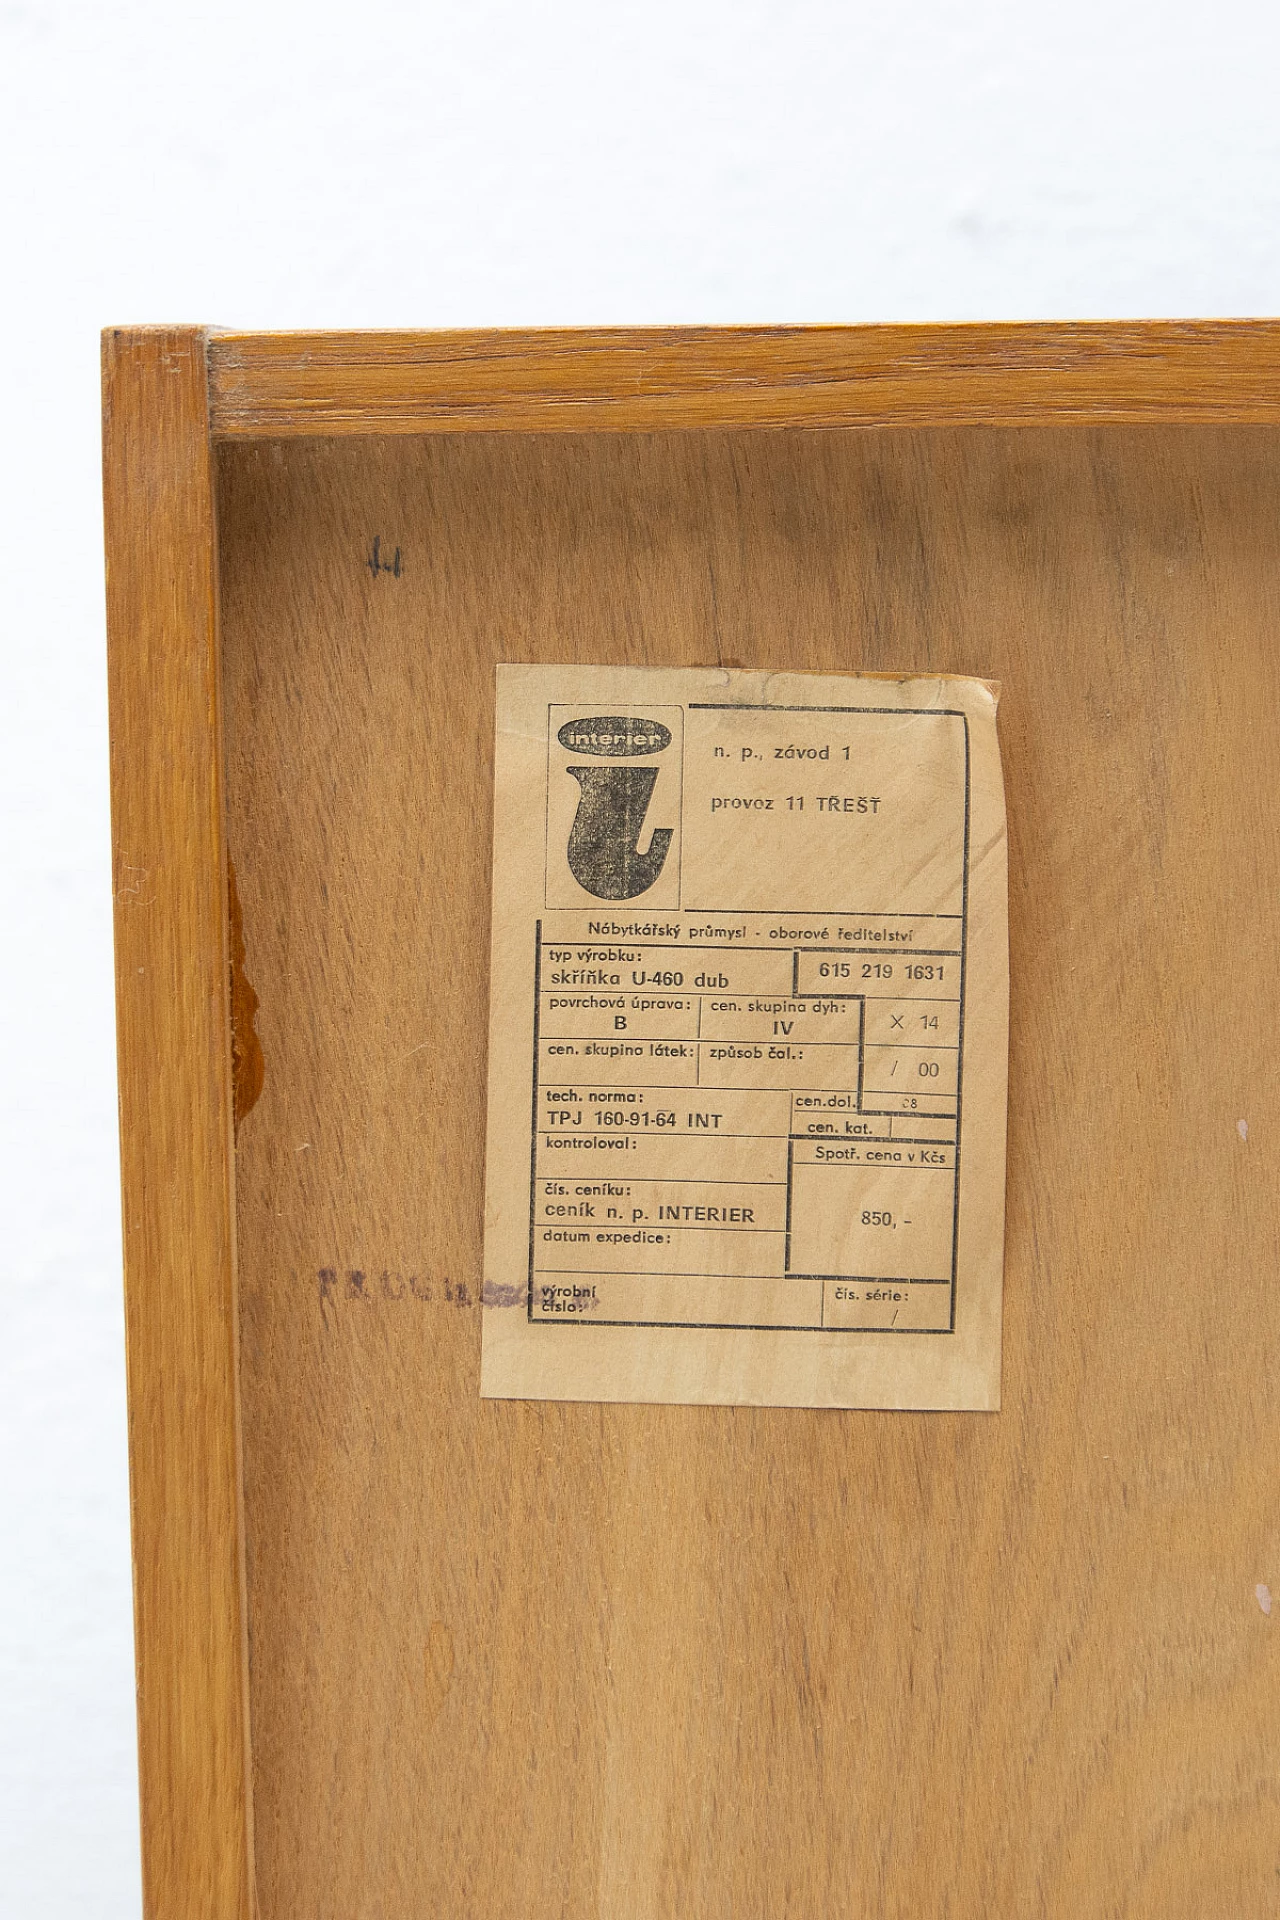 interier
n. p., závod 1
provoz 11 TŘEŠŤ
Nábytkářský průmysl - oborové ředitelství
typ výrobku:
skříňka U-460 dub
615 219 1631
povrchová úprava:
B
cen. skupina dyh:
IV
X 14
cen. skupina látek:
způsob čal.:
/ 00
tech. norma:
TPJ 160-91-64 INT
cen.dol.
cen. kat.
kontroloval:
Spotř. cena v Kčs
850,-
čís. ceníku:
ceník n. p. INTERIER
datum expedice:
výrobní
číslo:
čís. série:
/